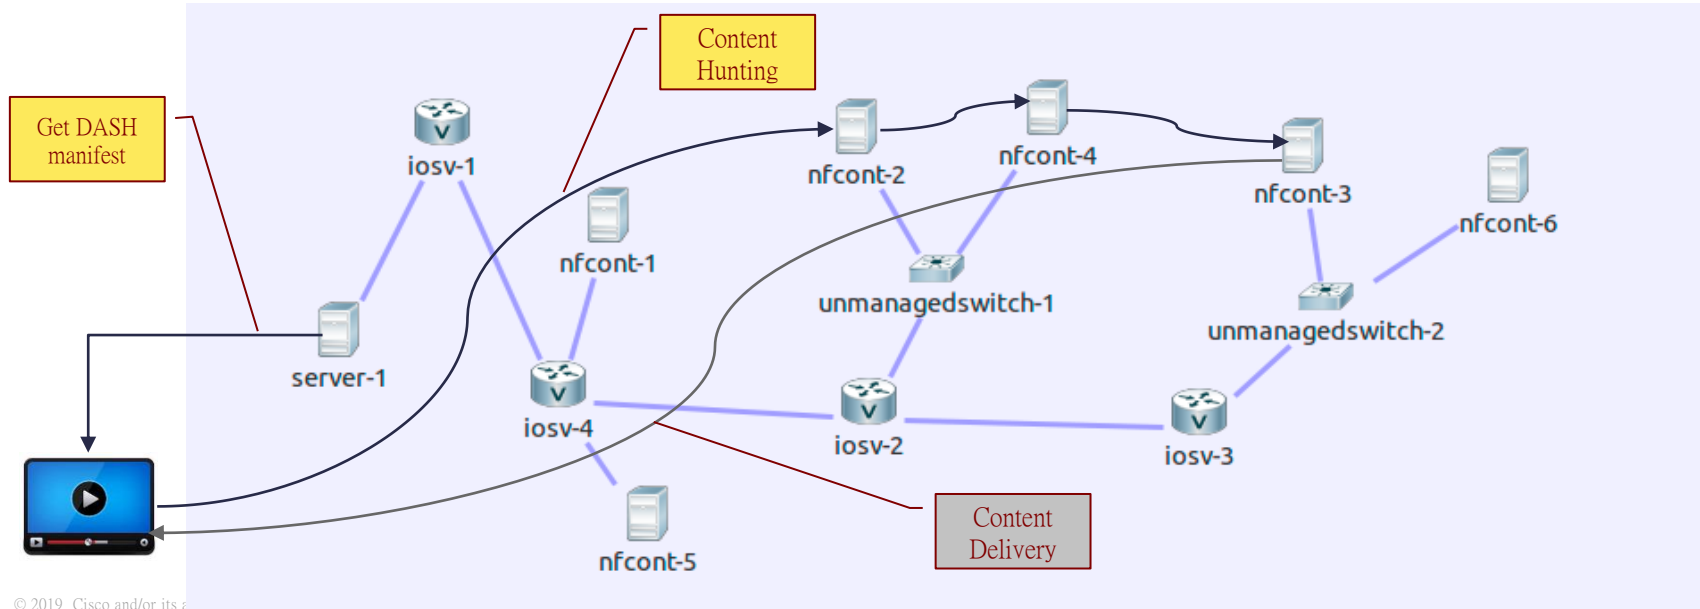 Content
Hunting
Get DASH
manifest
iosv-1
nfcont-2
nfcont-4
nfcont-3
nfcont-6
nfcont-1
unmanagedswitch-1
unmanagedswitch-2
server-1
iosv-4
iosv-2
iosv-3
Content
Delivery
nfcont-5
© 2019 Cisco and/or its a